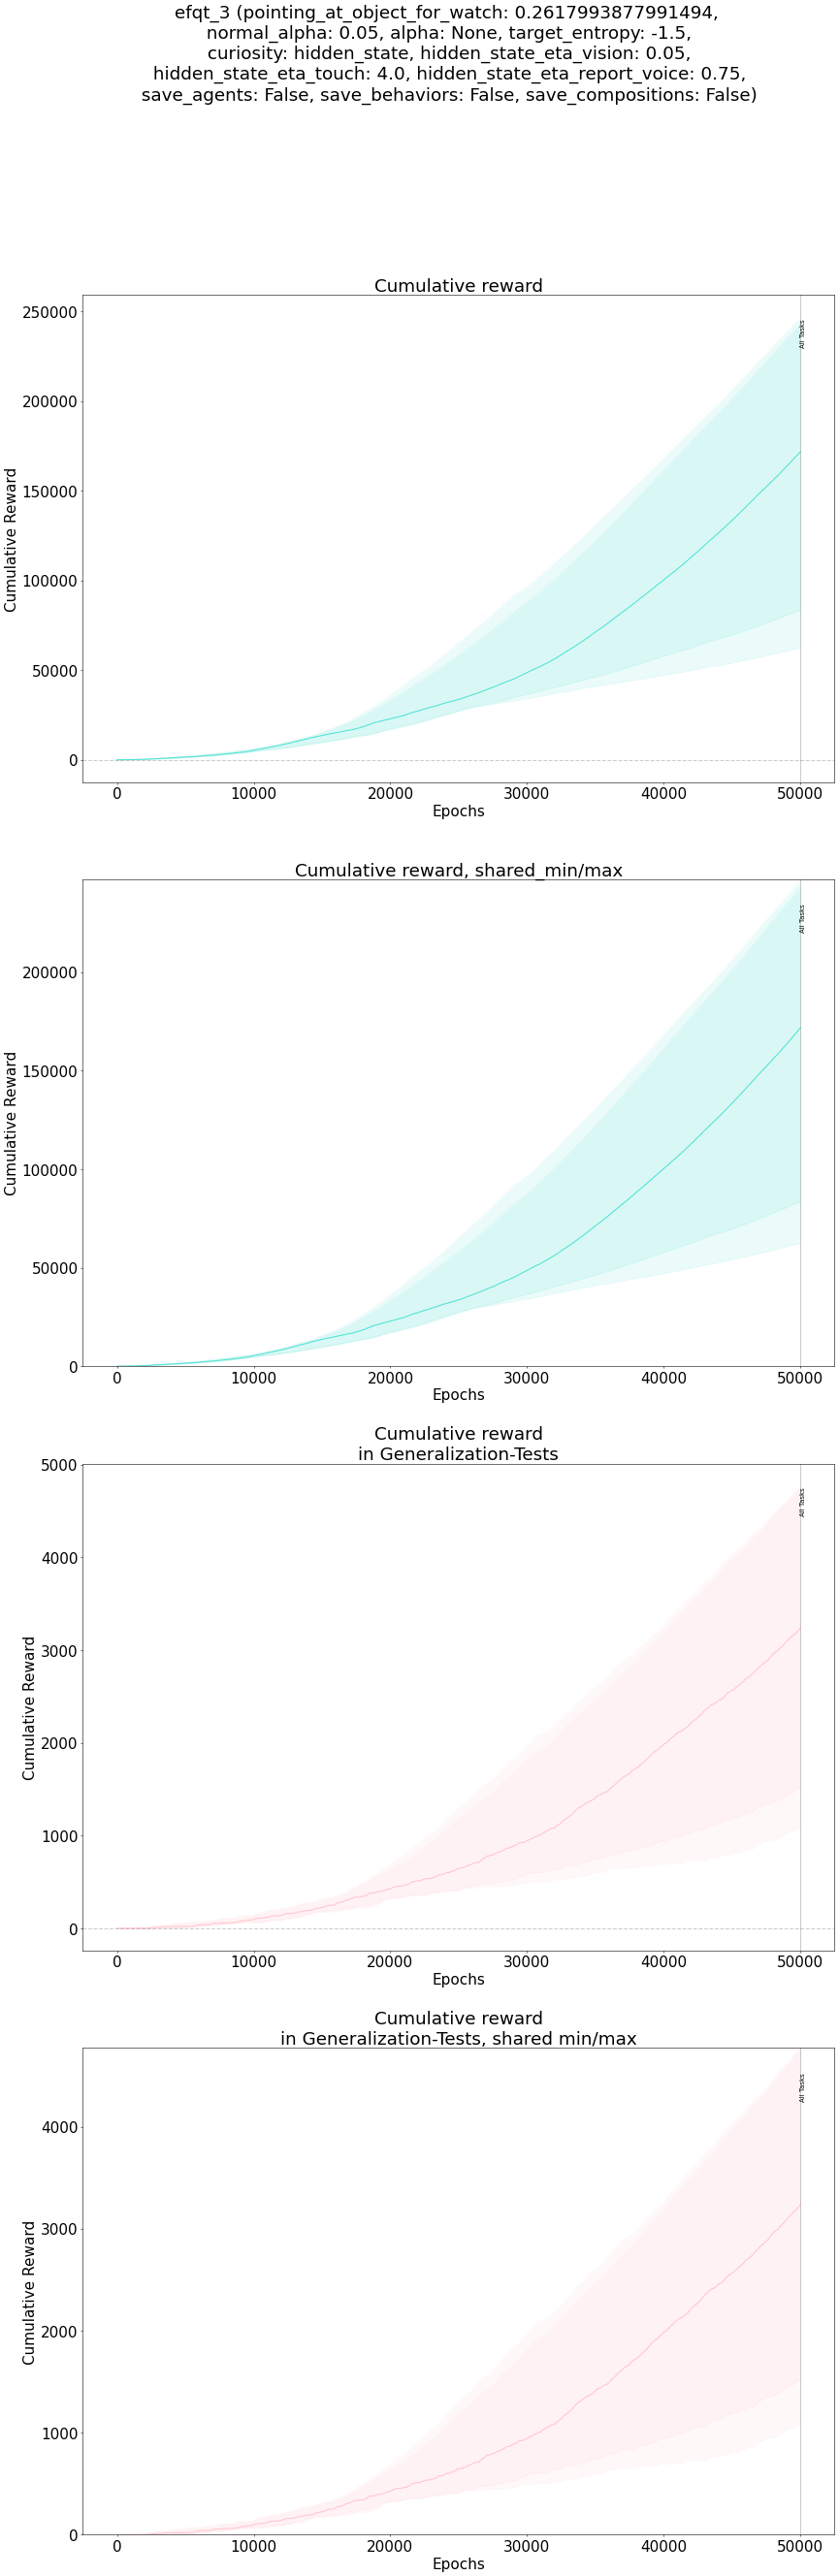 efqt_3 (pointing_at_object_for_watch: 0.2617993877991494,
normal_alpha: 0.05, alpha: None, target_entropy: -1.5,
curiosity: hidden_state, hidden_state_eta_vision: 0.05,
hidden_state_eta_touch: 4.0, hidden_state_eta_report_voice: 0.75,
save_agents: False, save_behaviors: False, save_compositions: False)
Cumulative reward
250000
200000
150000
100000
50000
0
Cumulative Reward
All Tasks
0 10000 20000 30000 40000 50000
Epochs
Cumulative reward, shared_min/max
200000
150000
100000
50000
0
Cumulative Reward
All Tasks
0 10000 20000 30000 40000 50000
Epochs
Cumulative reward
in Generalization-Tests
5000
4000
3000
2000
1000
0
Cumulative Reward
All Tasks
0 10000 20000 30000 40000 50000
Epochs
Cumulative reward
in Generalization-Tests, shared min/max
4000
3000
2000
1000
0
Cumulative Reward
All Tasks
0 10000 20000 30000 40000 50000
Epochs